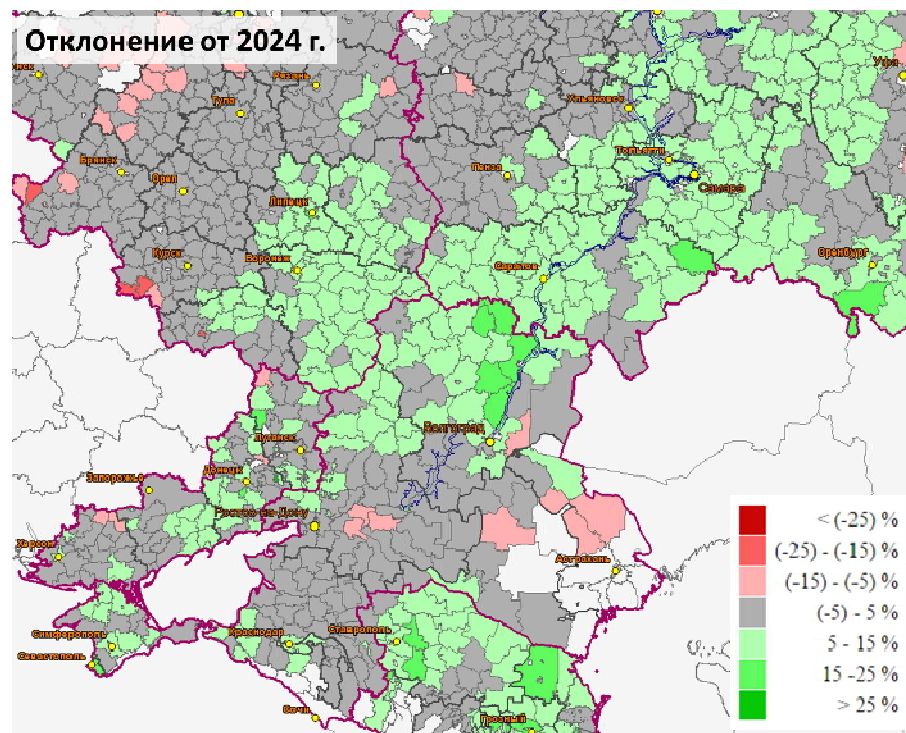 Отклонение от 2024 г.
Рязань
Уфа
Тула
Ульяновск
Тольятти
Брянск
Пенза
Орел
Самара
Липецк
Курск
Воронеж
Саратов
Оренбург
Волгоград
Луганск
Донецк
Запорожье
Ростов-на-Дону
Херсон
Астрахань
Симферополь
Краснодар
Ставрополь
Севастополь
Сочи
Грозный
< (-25) %
(-25) - (-15) %
(-15) - (-5) %
(-5) - 5 %
5 - 15 %
15 -25 %
> 25 %